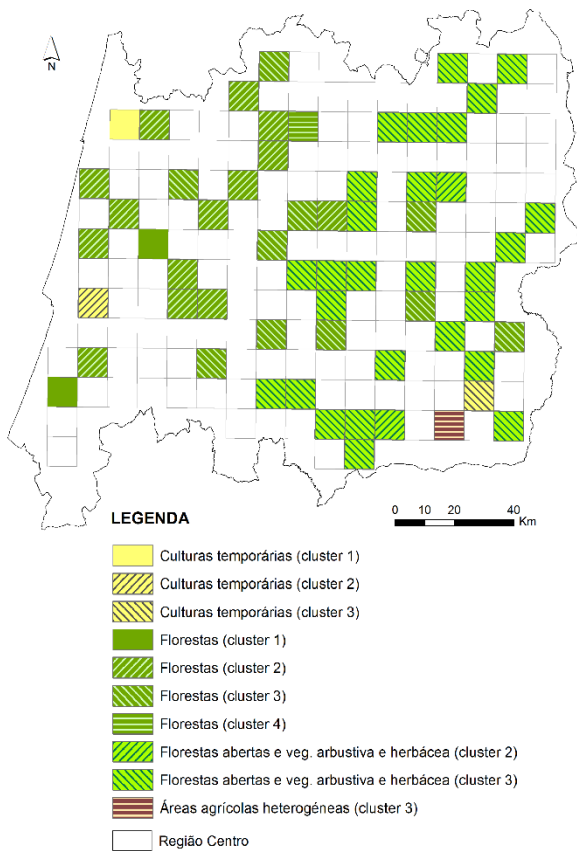 N
LEGENDA
0 10 20 40
Km
Culturas temporárias (cluster 1)
Culturas temporárias (cluster 2)
Culturas temporárias (cluster 3)
Florestas (cluster 1)
Florestas (cluster 2)
Florestas (cluster 3)
Florestas (cluster 4)
Florestas abertas e veg. arbustiva e herbácea (cluster 2)
Florestas abertas e veg. arbustiva e herbácea (cluster 3)
Áreas agrícolas heterogéneas (cluster 3)
Região Centro